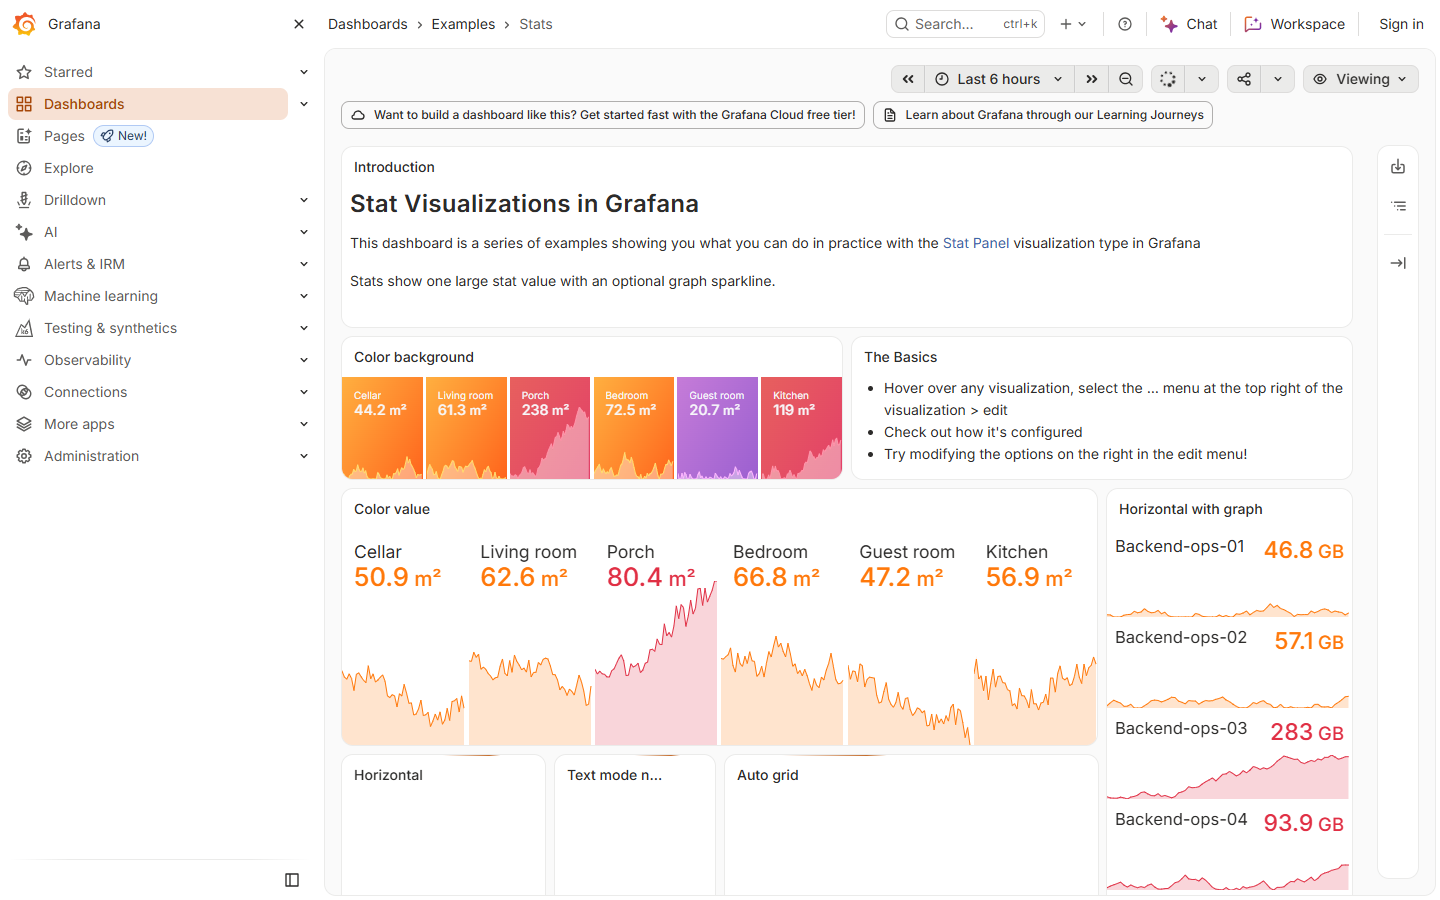 Grafana
Dashboards > Examples > Stats
Search... ctrl+k
Chat
Workspace
Sign in
Starred
Dashboards
Pages New!
Explore
Drilldown
AI
Alerts & IRM
Machine learning
Testing & synthetics
Observability
Connections
More apps
Administration
Last 6 hours
Viewing
Want to build a dashboard like this? Get started fast with the Grafana Cloud free tier!
Learn about Grafana through our Learning Journeys
Introduction
Stat Visualizations in Grafana
This dashboard is a series of examples showing you what you can do in practice with the Stat Panel visualization type in Grafana
Stats show one large stat value with an optional graph sparkline.
Color background
Cellar
44.2 m²
Living room
61.3 m²
Porch
238 m²
Bedroom
72.5 m²
Guest room
20.7 m²
Kitchen
119 m²
The Basics
• Hover over any visualization, select the ... menu at the top right of the
visualization > edit
• Check out how it's configured
• Try modifying the options on the right in the edit menu!
Color value
Cellar
50.9 m²
Living room
62.6 m²
Porch
80.4 m²
Bedroom
66.8 m²
Guest room
47.2 m²
Kitchen
56.9 m²
Horizontal with graph
Backend-ops-01 46.8 GB
Backend-ops-02 57.1 GB
Backend-ops-03 283 GB
Backend-ops-04 93.9 GB
Horizontal
Text mode n...
Auto grid